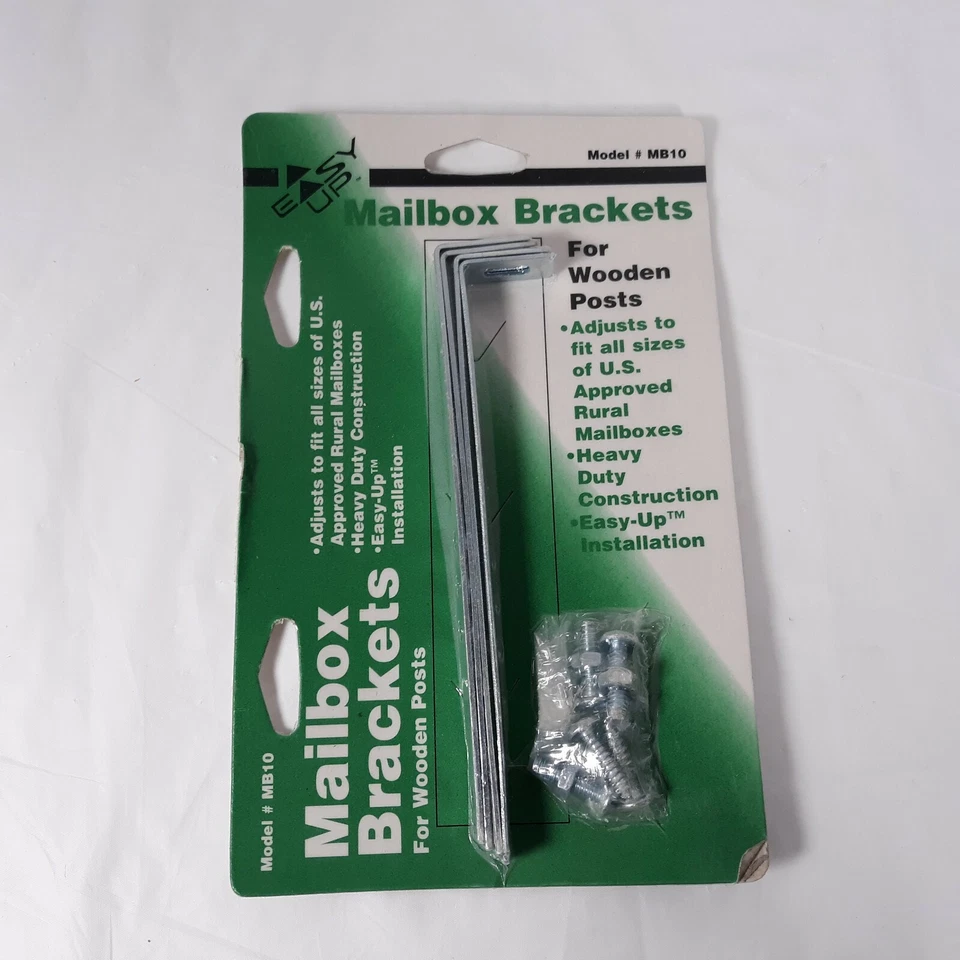 EASY UP
Model # MB10
Mailbox Brackets
For
Wooden
Posts
•Adjusts to
fit all sizes
of U.S.
Approved
Rural
Mailboxes
•Heavy
Duty
Construction
•Easy-Up™
Installation
Model # MB10
Mailbox
Brackets
For Wooden Posts
•Adjusts to fit all sizes of U.S.
Approved Rural Mailboxes
•Heavy Duty Construction
•Easy-Up™
Installation